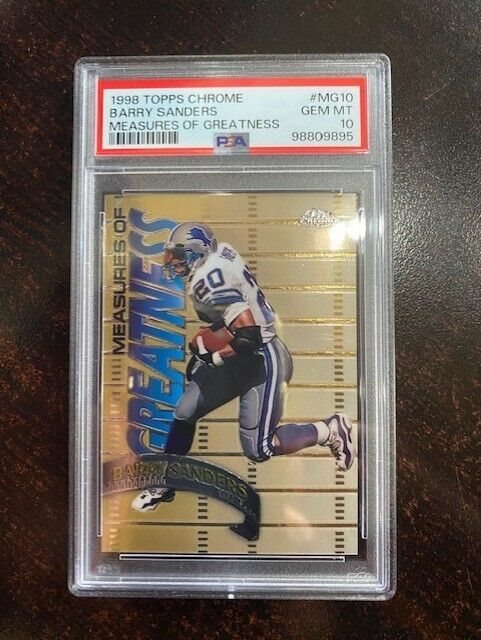 1998 TOPPS CHROME #MG10
BARRY SANDERS GEM MT
MEASURES OF GREATNESS 10
PSA 98809895
MEASURES OF
GREATNESS
20
BARRY SANDERS